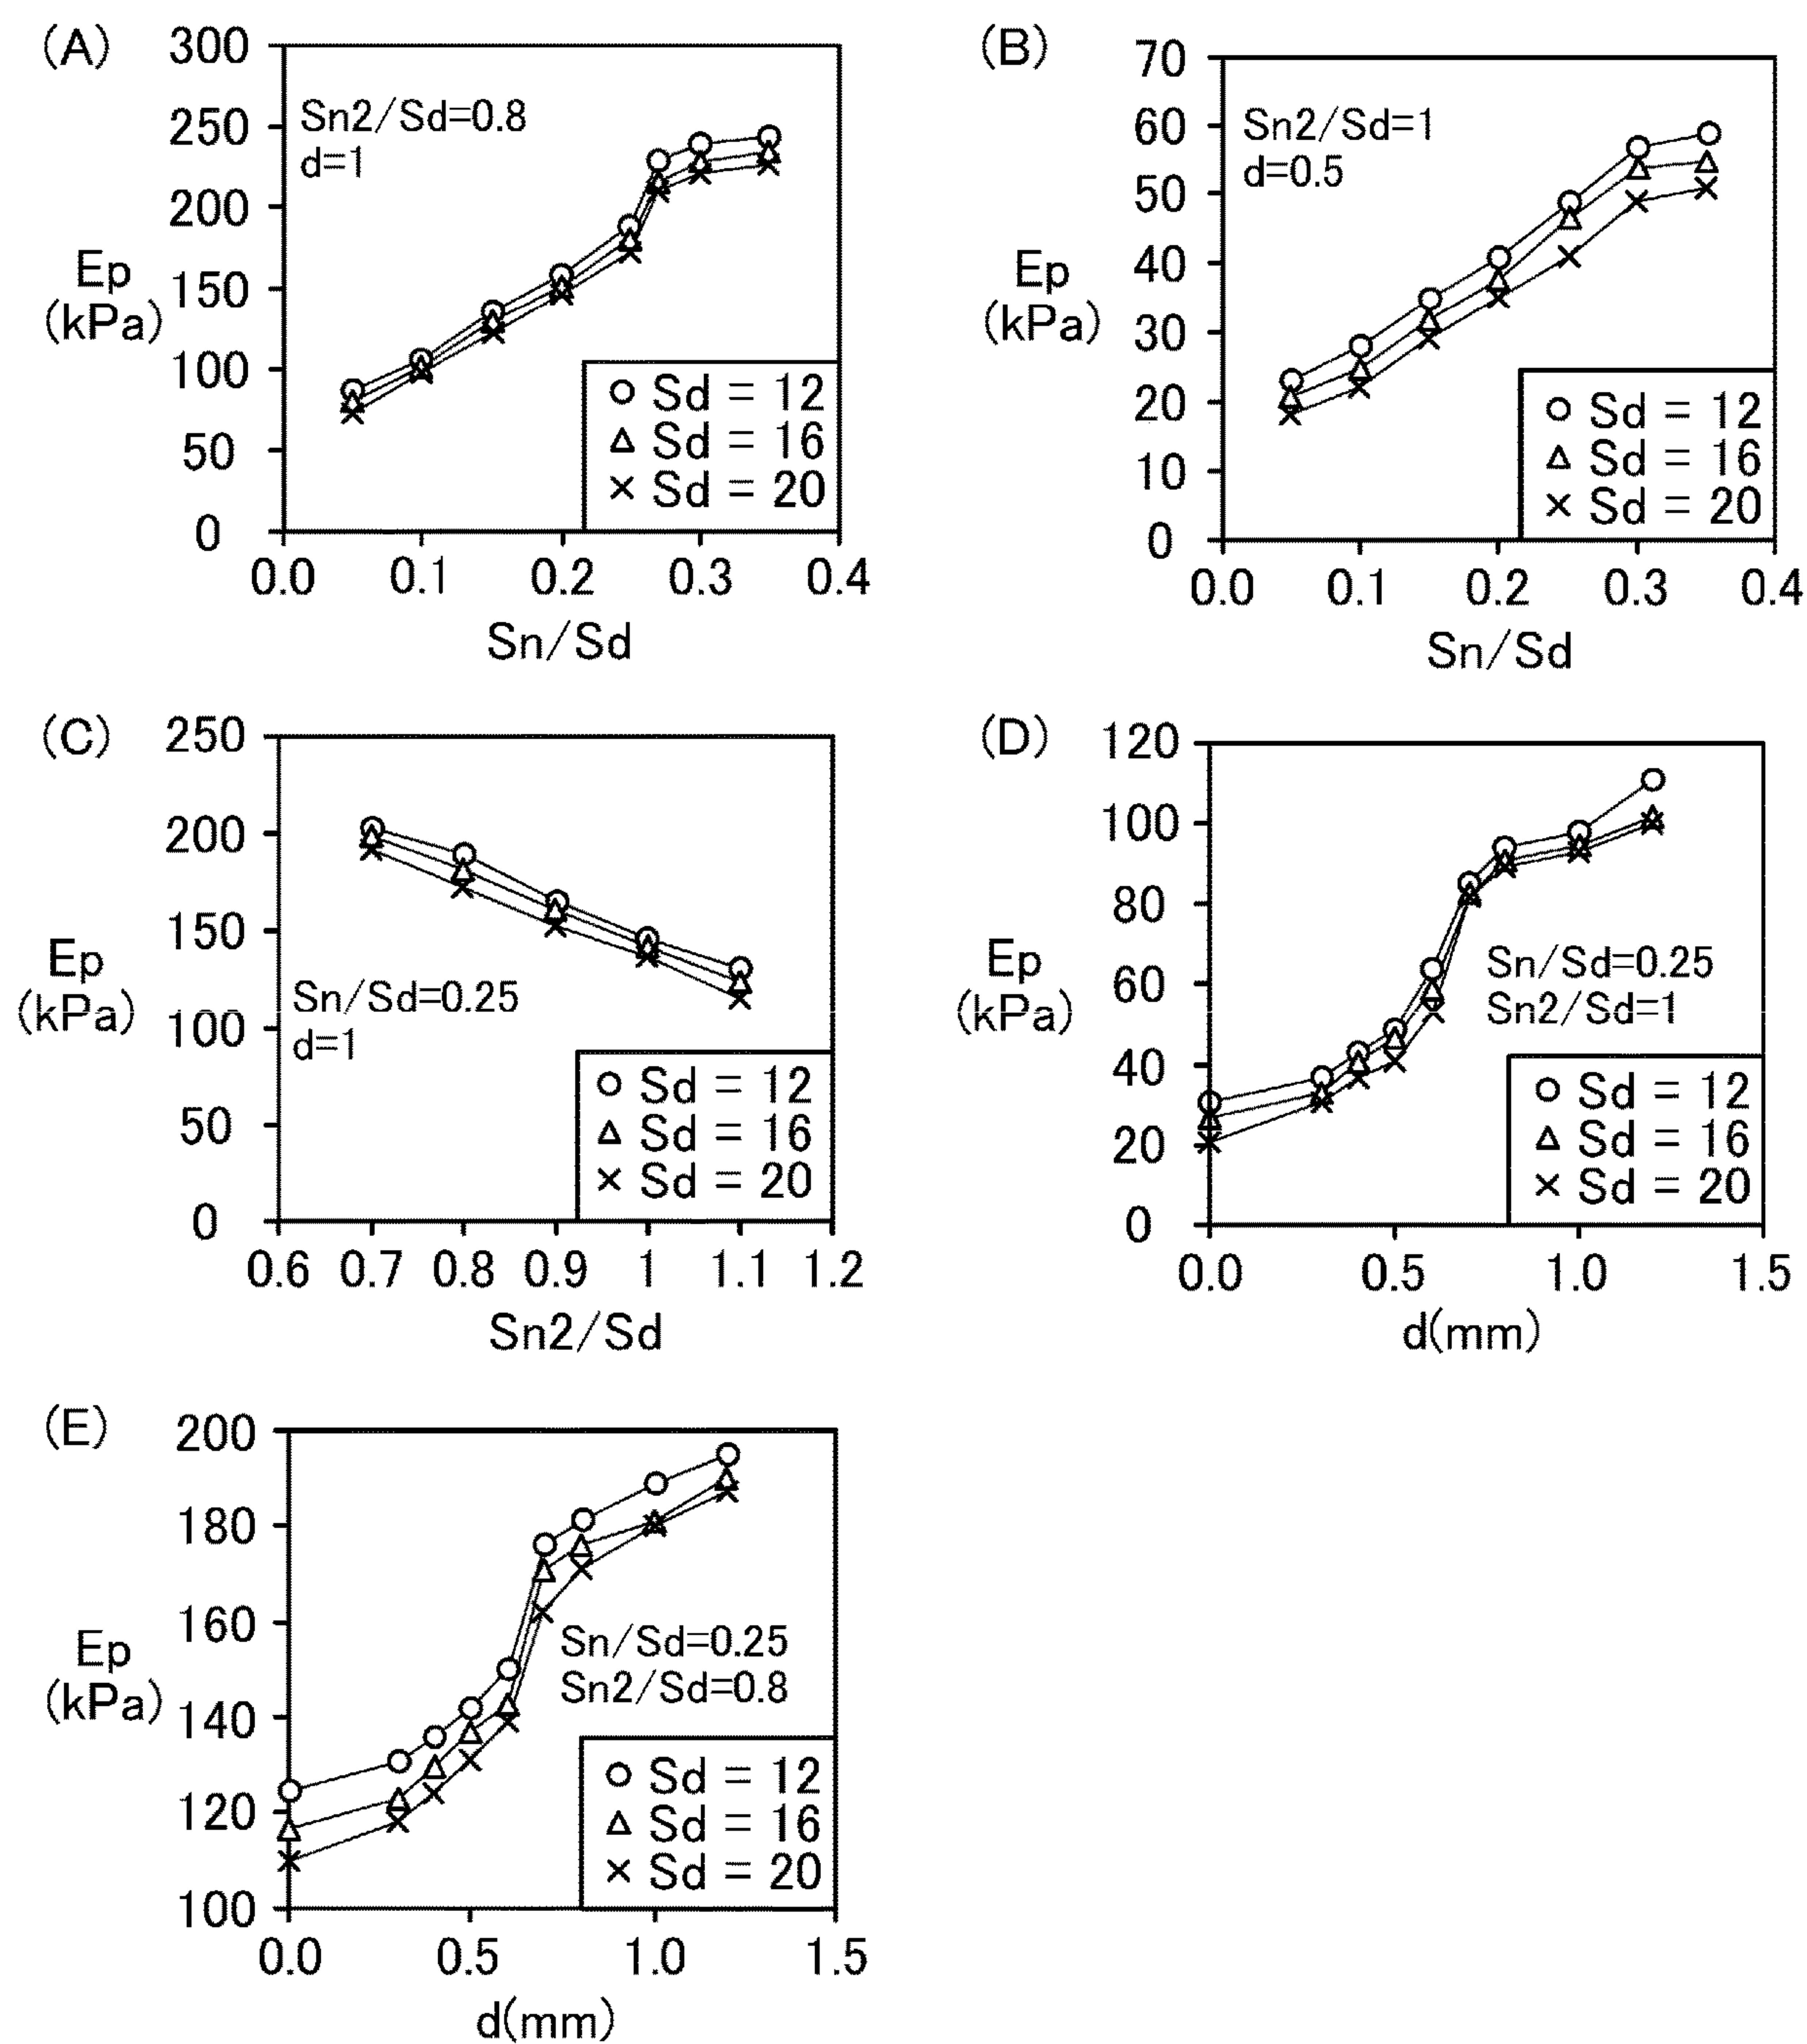 (A)
300
250
200
150
100
50
0
Ep
(kPa)
Sn2/Sd=0.8
d=1
Sd = 12
Sd = 16
Sd = 20
0.0 0.1 0.2 0.3 0.4
Sn/Sd
(B)
70
60
50
40
30
20
10
0
Ep
(kPa)
Sn2/Sd=1
d=0.5
Sd = 12
Sd = 16
Sd = 20
0.0 0.1 0.2 0.3 0.4
Sn/Sd
(C)
250
200
150
100
50
0
Ep
(kPa)
Sn/Sd=0.25
d=1
Sd = 12
Sd = 16
Sd = 20
0.6 0.7 0.8 0.9 1 1.1 1.2
Sn2/Sd
(D)
120
100
80
60
40
20
0
Ep
(kPa)
Sn/Sd=0.25
Sn2/Sd=1
Sd = 12
Sd = 16
Sd = 20
0.0 0.5 1.0 1.5
d(mm)
(E)
200
180
160
140
120
100
Ep
(kPa)
Sn/Sd=0.25
Sn2/Sd=0.8
Sd = 12
Sd = 16
Sd = 20
0.0 0.5 1.0 1.5
d(mm)